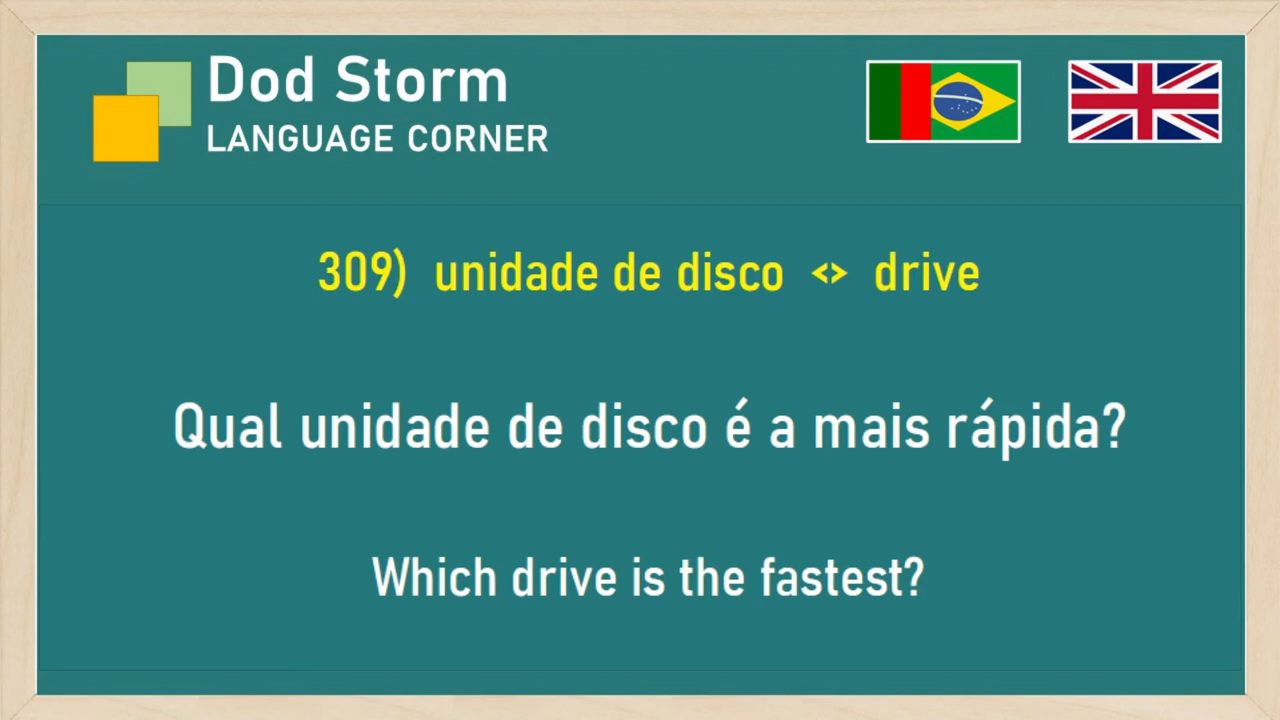 Dod Storm
LANGUAGE CORNER
309) unidade de disco <> drive
Qual unidade de disco é a mais rápida?
Which drive is the fastest?